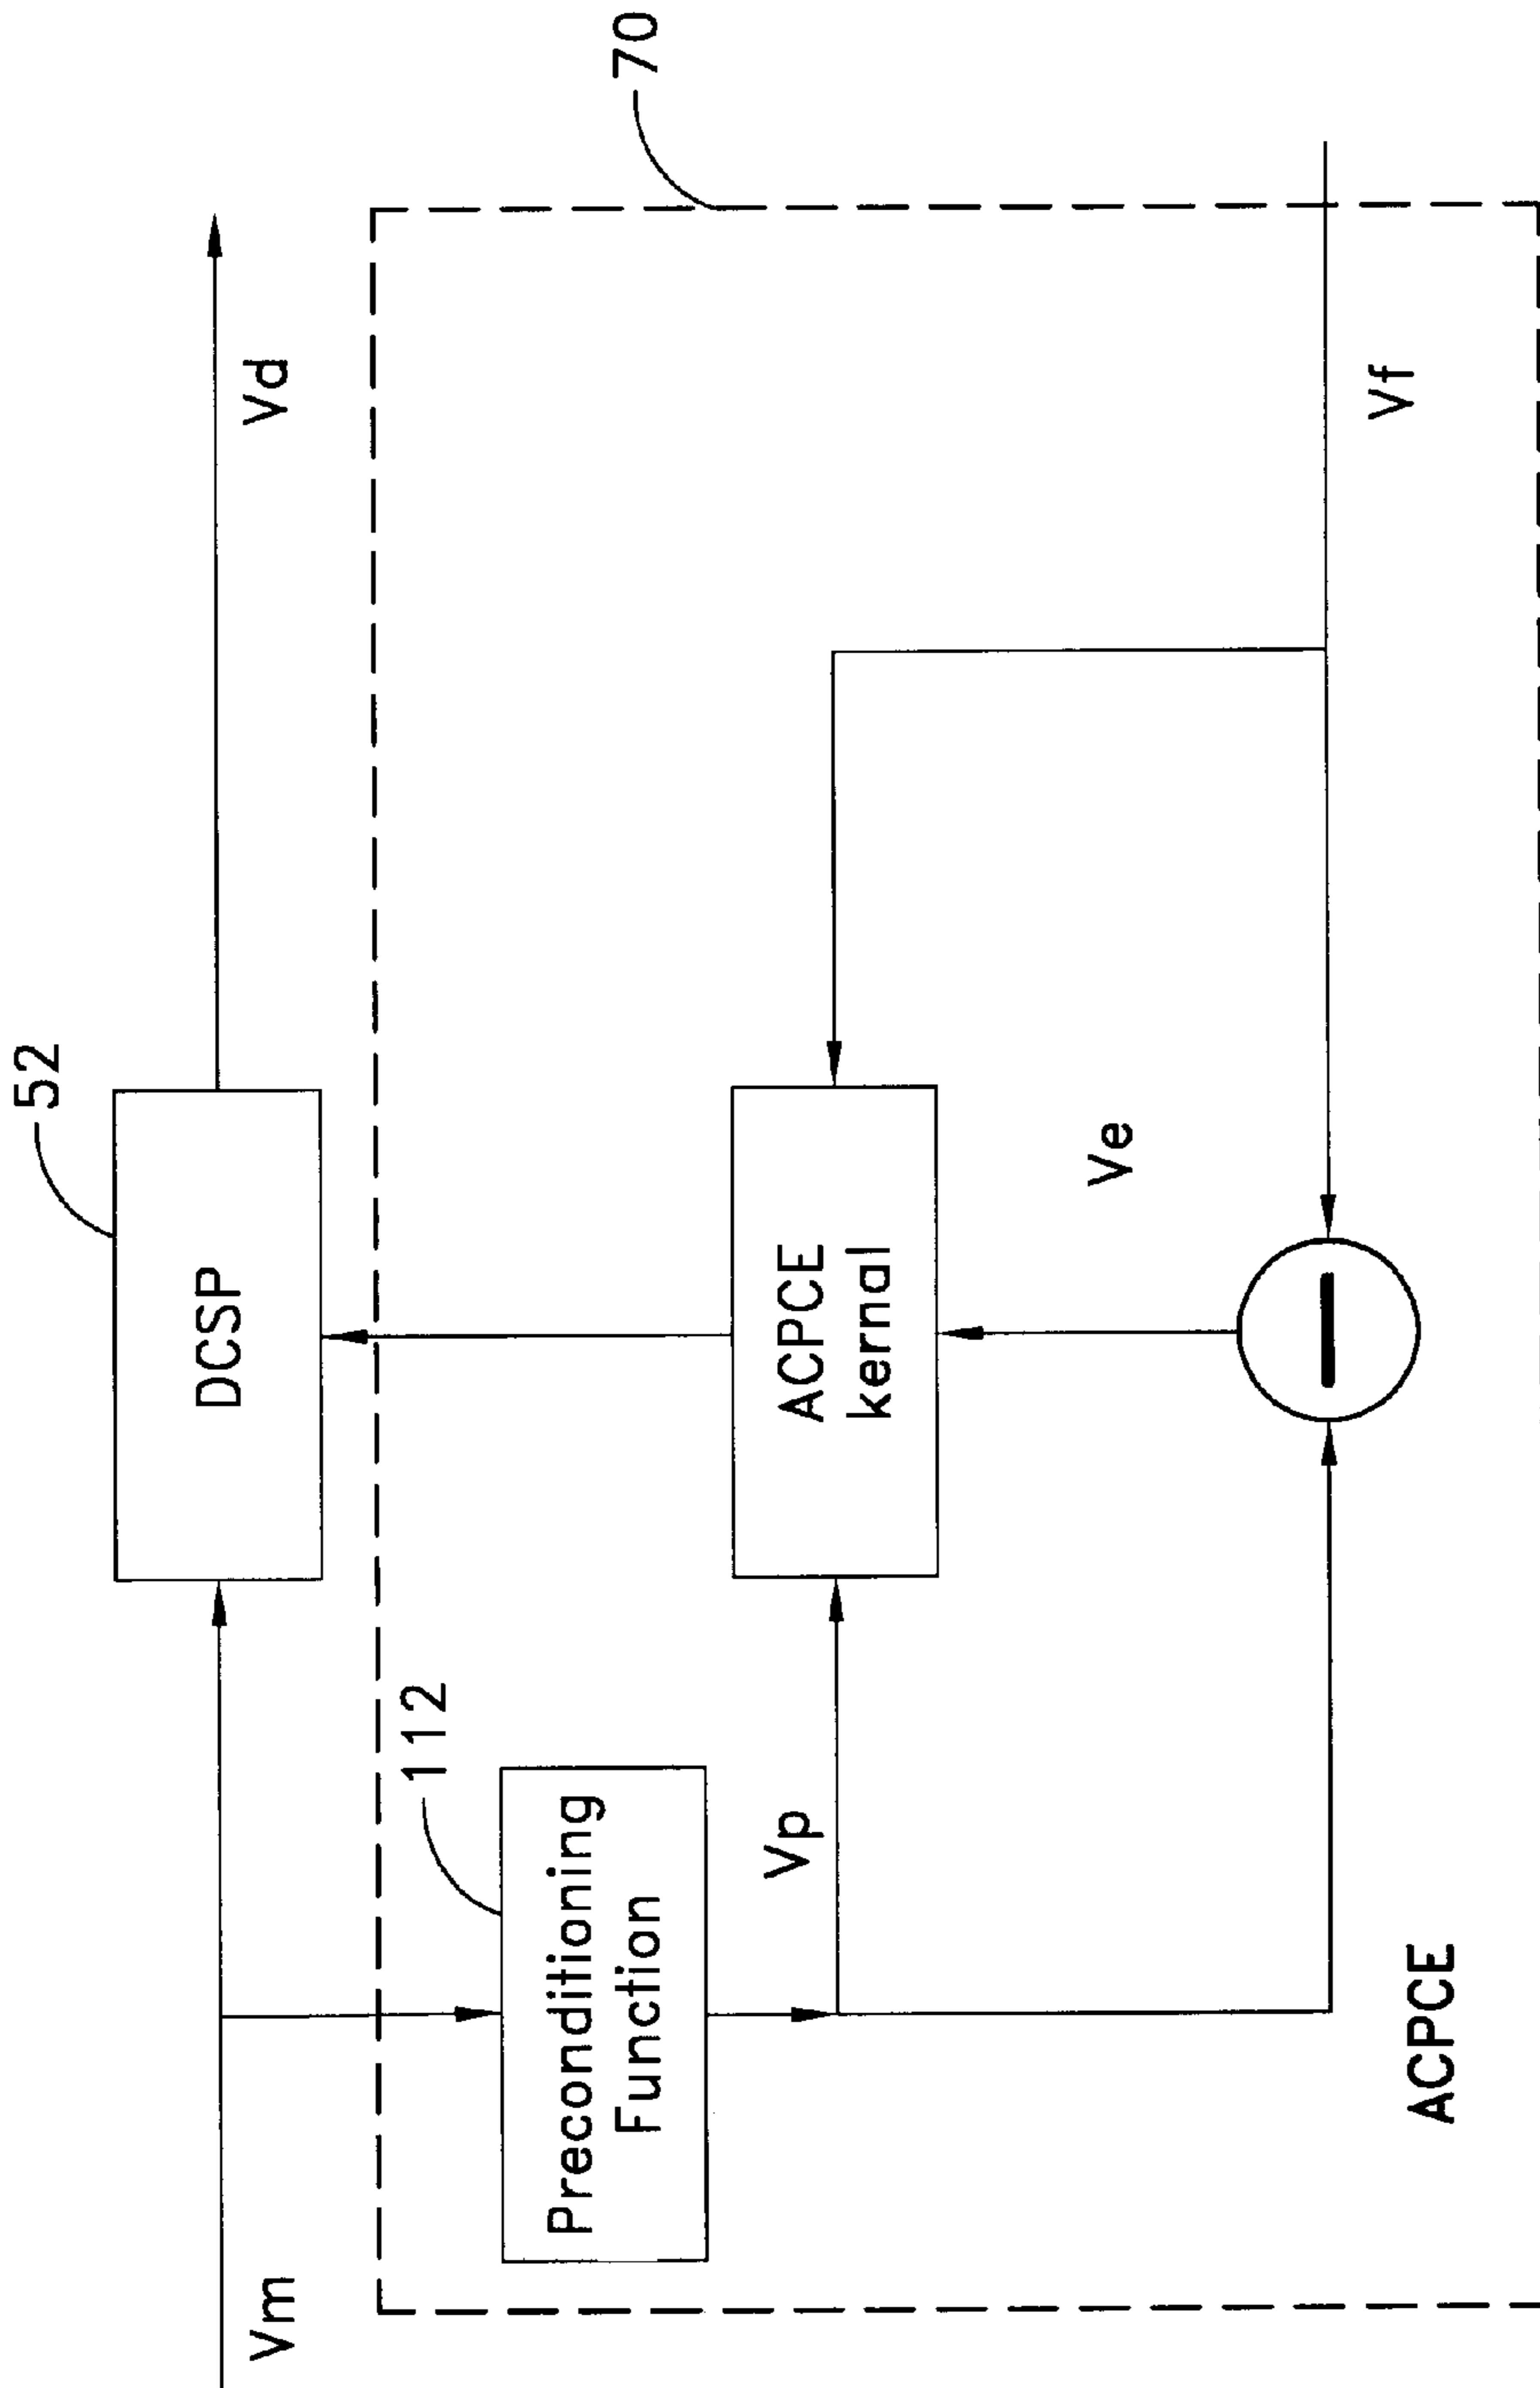 52
DCSP
Vm
Vd
70
112
Preconditioning
Function
Vp
ACPCE
kernal
Ve
Vf
ACPCE